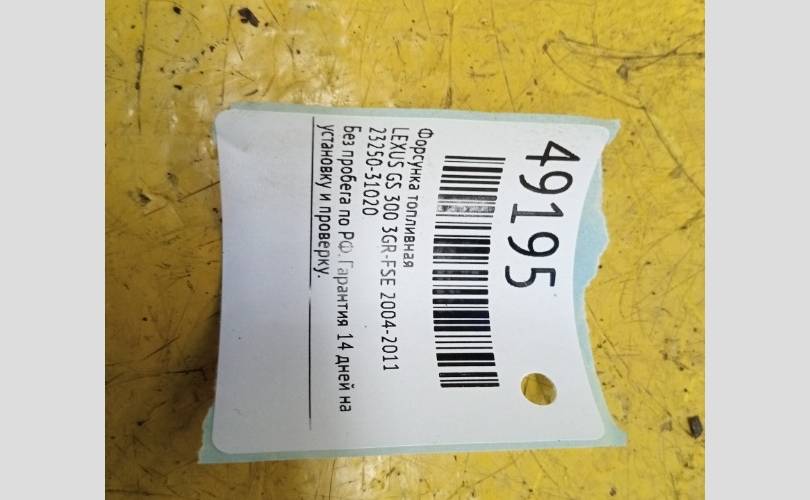 49195
Форсунка топливная
LEXUS GS 300 3GR-FSE 2004-2011
23250-31020
Без пробега по РФ. Гарантия 14 дней на
установку и проверку.